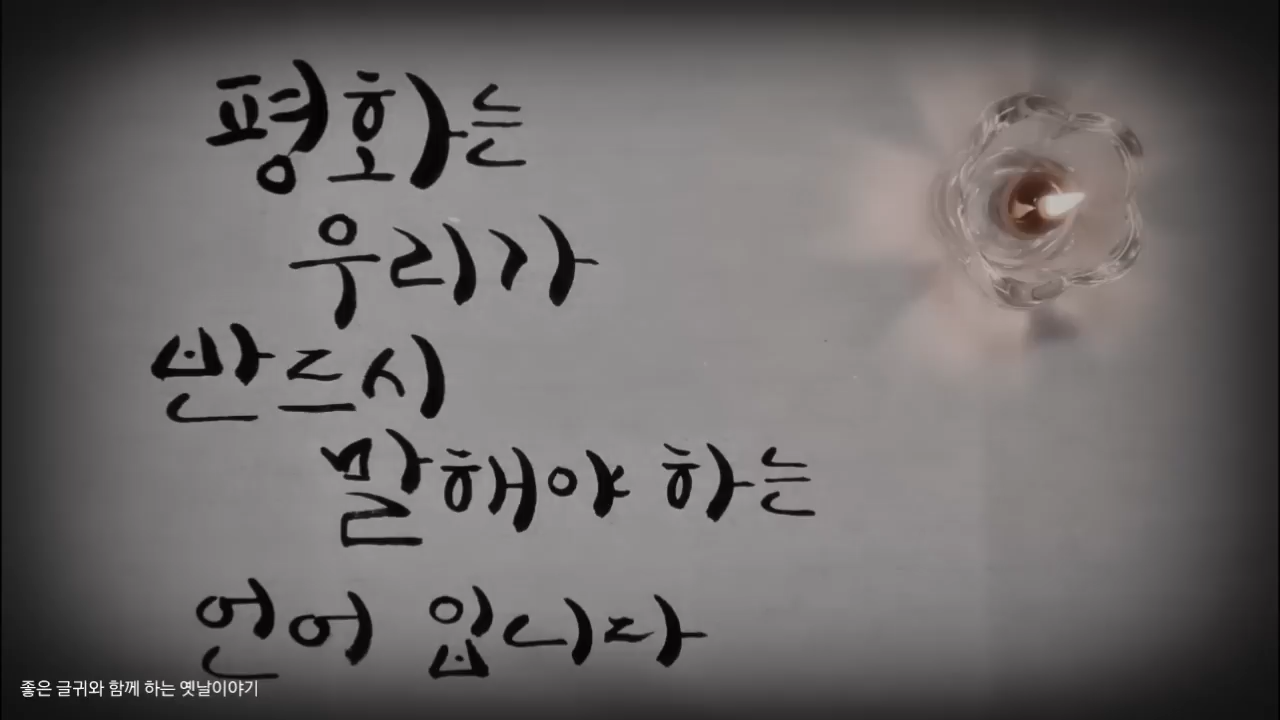 평화는
우리가
반드시
말해야 하는
언어 입니다
좋은 글귀와 함께 하는 옛날이야기